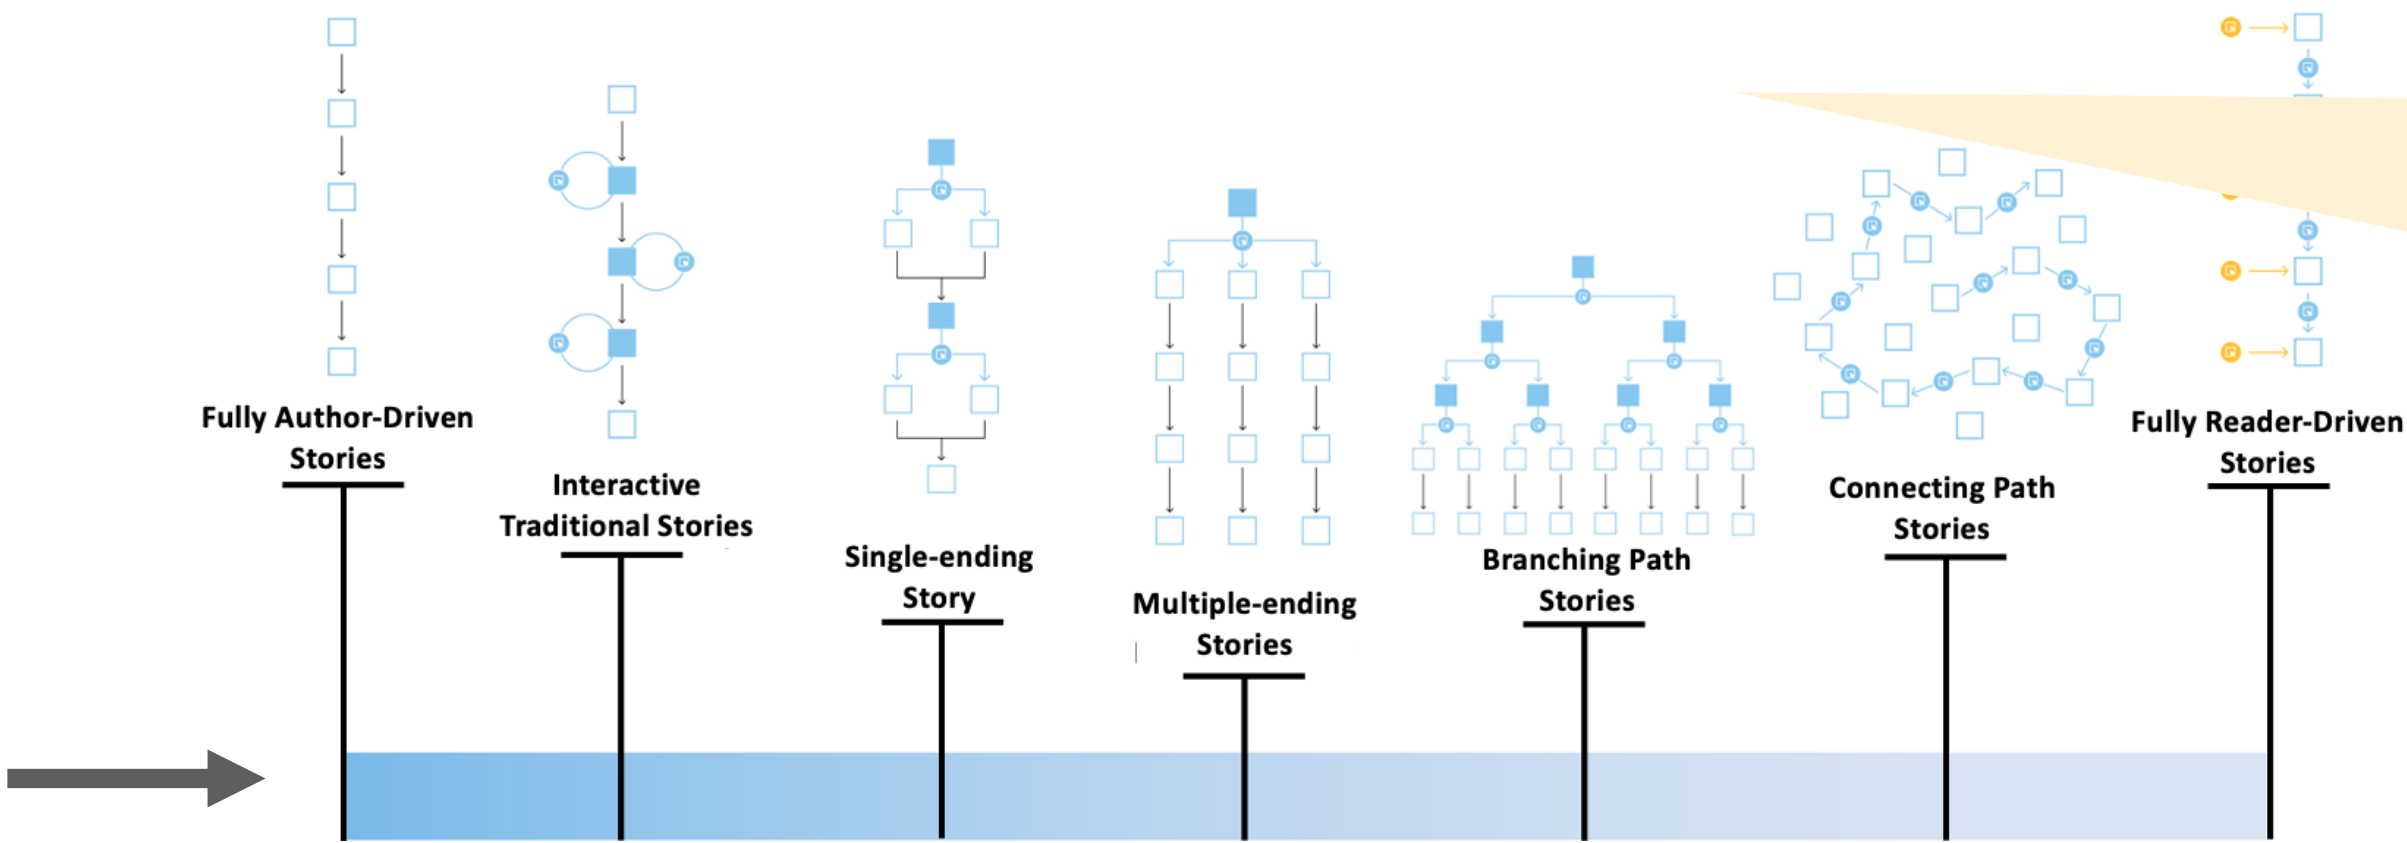 Fully Author-Driven
Stories
Interactive
Traditional Stories
Single-ending
Story
Multiple-ending
Stories
Branching Path
Stories
Connecting Path
Stories
Fully Reader-Driven
Stories